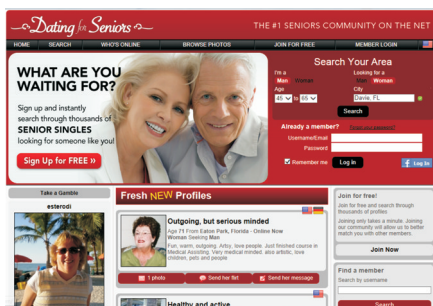 Dating for Seniors
THE #1 SENIORS COMMUNITY ON THE NET
HOME SEARCH WHO'S ONLINE BROWSE PHOTOS JOIN FOR FREE MEMBER LOGIN
WHAT ARE YOU
WAITING FOR?
Sign up and instantly
search through thousands of
SENIOR SINGLES
looking for someone like you!
Sign Up for FREE »
Search Your Area
I'm a Looking for a
Man Woman Man Woman
Age City
45 to 65 Davie, FL
Search
Already a member?
Username/Email
Password
Remember me Log In
f Log In
Take a Gamble
esterodi
Fresh NEW Profiles
Outgoing, but serious minded
Age 71 From Eaton Park, Florida - Online Now
Woman Seeking Man
Fun, warm, outgoing. Artsy, love people. Just finished course in
Medical Assisting. Very medical minded, also artistic, love
children, pets and people
1 photo Send her flirt Send her message
Healthy and active
Join for free!
Join for free and search through
thousands of profiles.
Joining only takes a minute. Joining
our community will allow us to better
match you with other members.
Join Now
Find a member
Search by username
Search